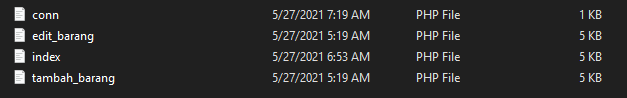 conn 5/27/2021 7:19 AM PHP File 1 KB
edit_barang 5/27/2021 5:19 AM PHP File 5 KB
index 5/27/2021 6:53 AM PHP File 5 KB
tambah_barang 5/27/2021 5:19 AM PHP File 5 KB